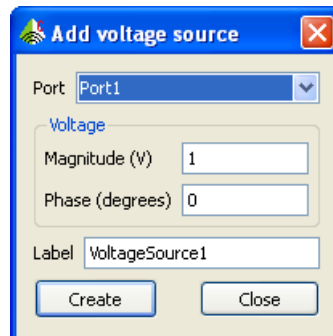 Add voltage source
Port Port1
Voltage
Magnitude (V) 1
Phase (degrees) 0
Label VoltageSource1
Create Close